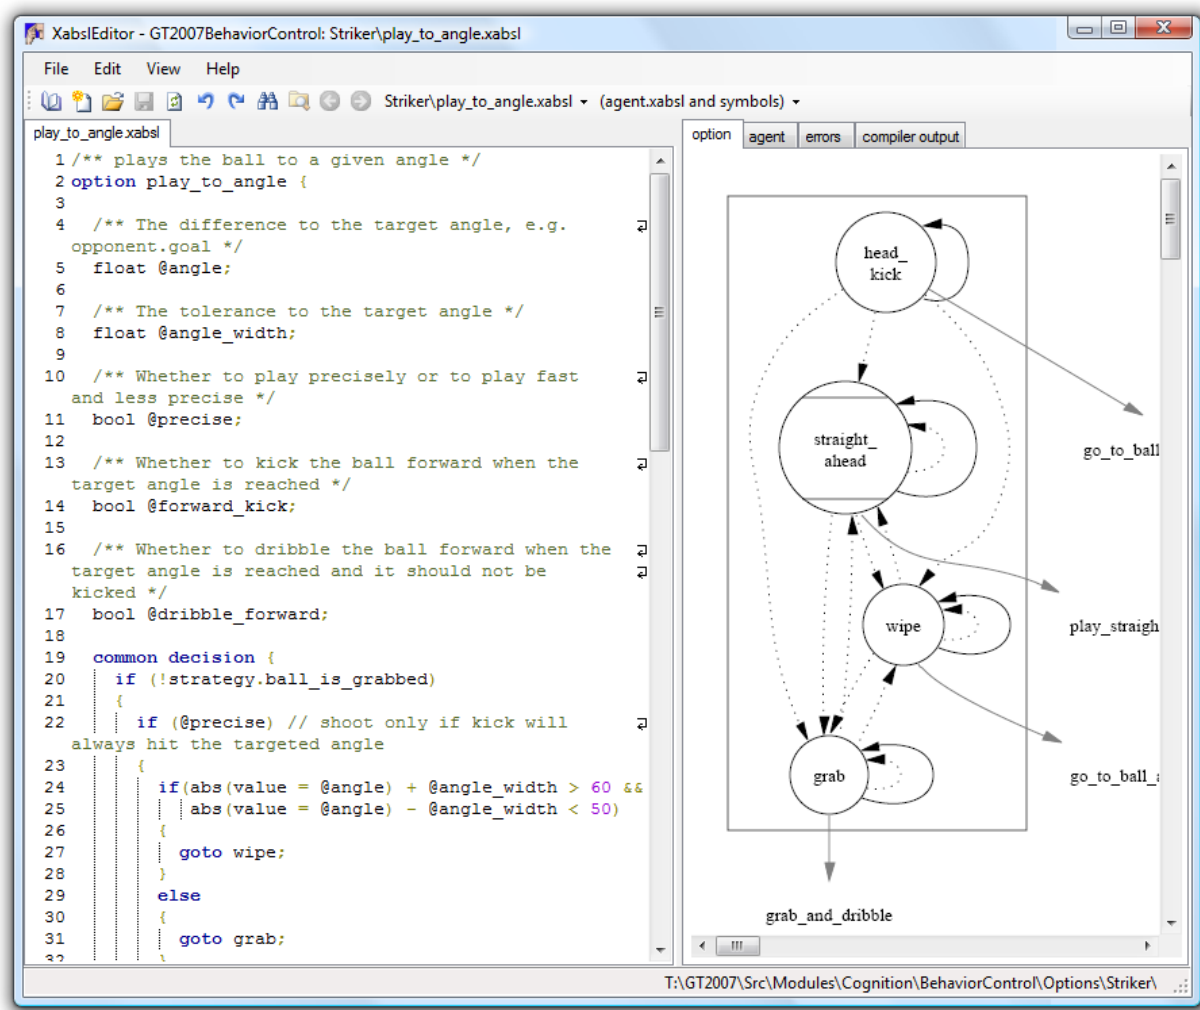 XabslEditor - GT2007BehaviorControl: Striker\play_to_angle.xabsl
File Edit View Help
Striker\play_to_angle.xabsl (agent.xabsl and symbols)
play_to_angle.xabsl
1 /** plays the ball to a given angle */
2 option play_to_angle {
3
4 /** The difference to the target angle, e.g.
opponent.goal */
5 float @angle;
6
7 /** The tolerance to the target angle */
8 float @angle_width;
9
10 /** Whether to play precisely or to play fast
and less precise */
11 bool @precise;
12
13 /** Whether to kick the ball forward when the
target angle is reached */
14 bool @forward_kick;
15
16 /** Whether to dribble the ball forward when the
target angle is reached and it should not be
kicked */
17 bool @dribble_forward;
18
19 common decision {
20 if (!strategy.ball_is_grabbed)
21 {
22 if (@precise) // shoot only if kick will
always hit the targeted angle
23 {
24 if(abs(value = @angle) + @angle_width > 60 &&
25 abs(value = @angle) - @angle_width < 50)
26 {
27 goto wipe;
28 }
29 else
30 {
31 goto grab;
32 }
option agent errors compiler output
head_
kick
straight_
ahead
go_to_ball
wipe
play_straigh
grab
go_to_ball_a
grab_and_dribble
T:\GT2007\Src\Modules\Cognition\BehaviorControl\Options\Striker\